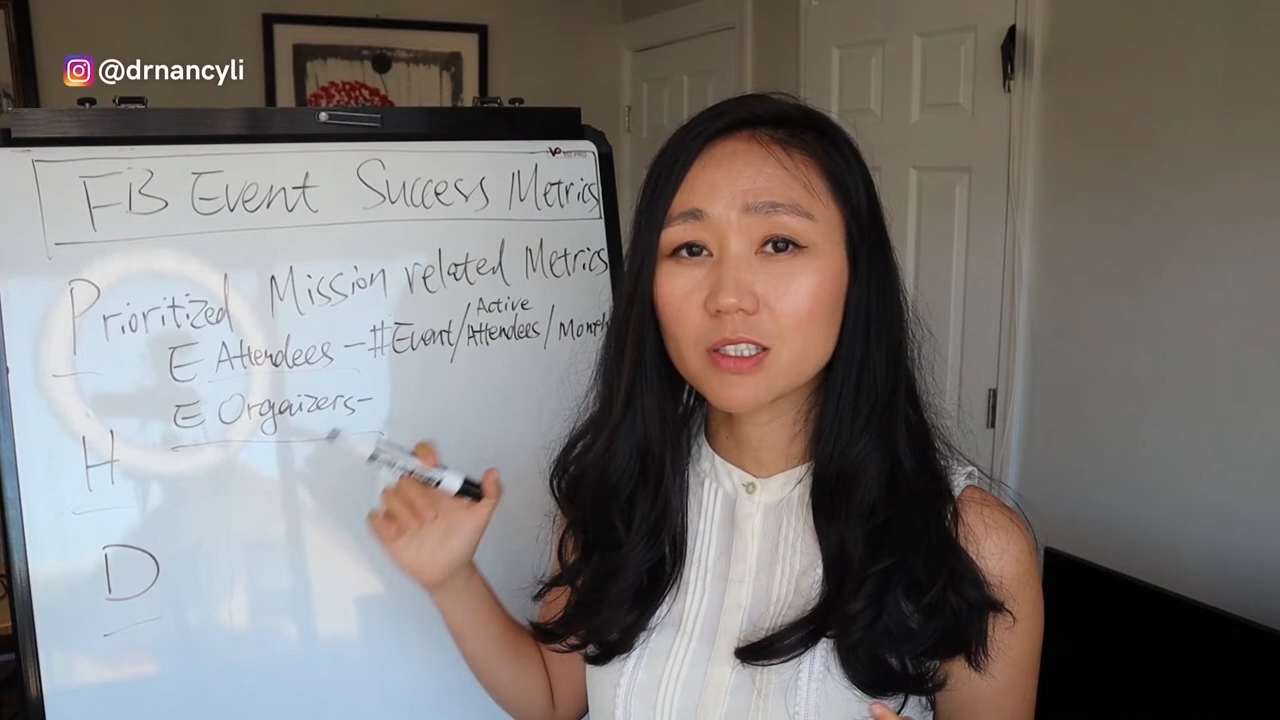 @drnancyli
FB Event Success Metrics
Prioritized Mission related Metrics
E Attendees - #Event/Active Attendees/Month
E Orgaizers-
H
D